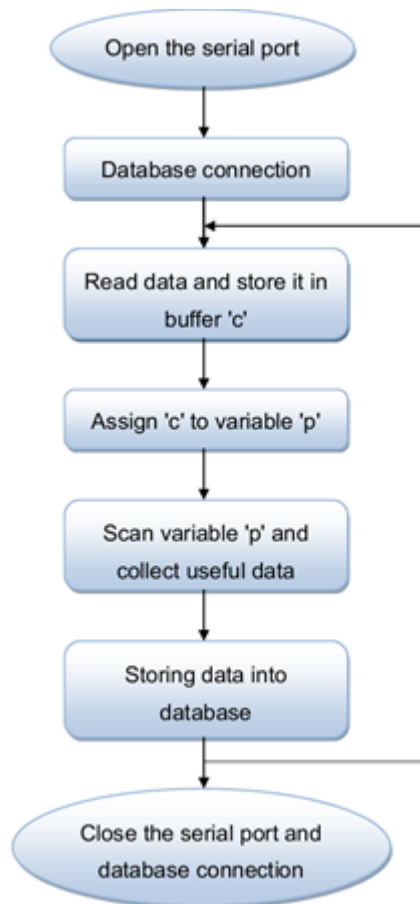 Open the serial port
Database connection
Read data and store it in
buffer 'c'
Assign 'c' to variable 'p'
Scan variable 'p' and
collect useful data
Storing data into
database
Close the serial port and
database connection